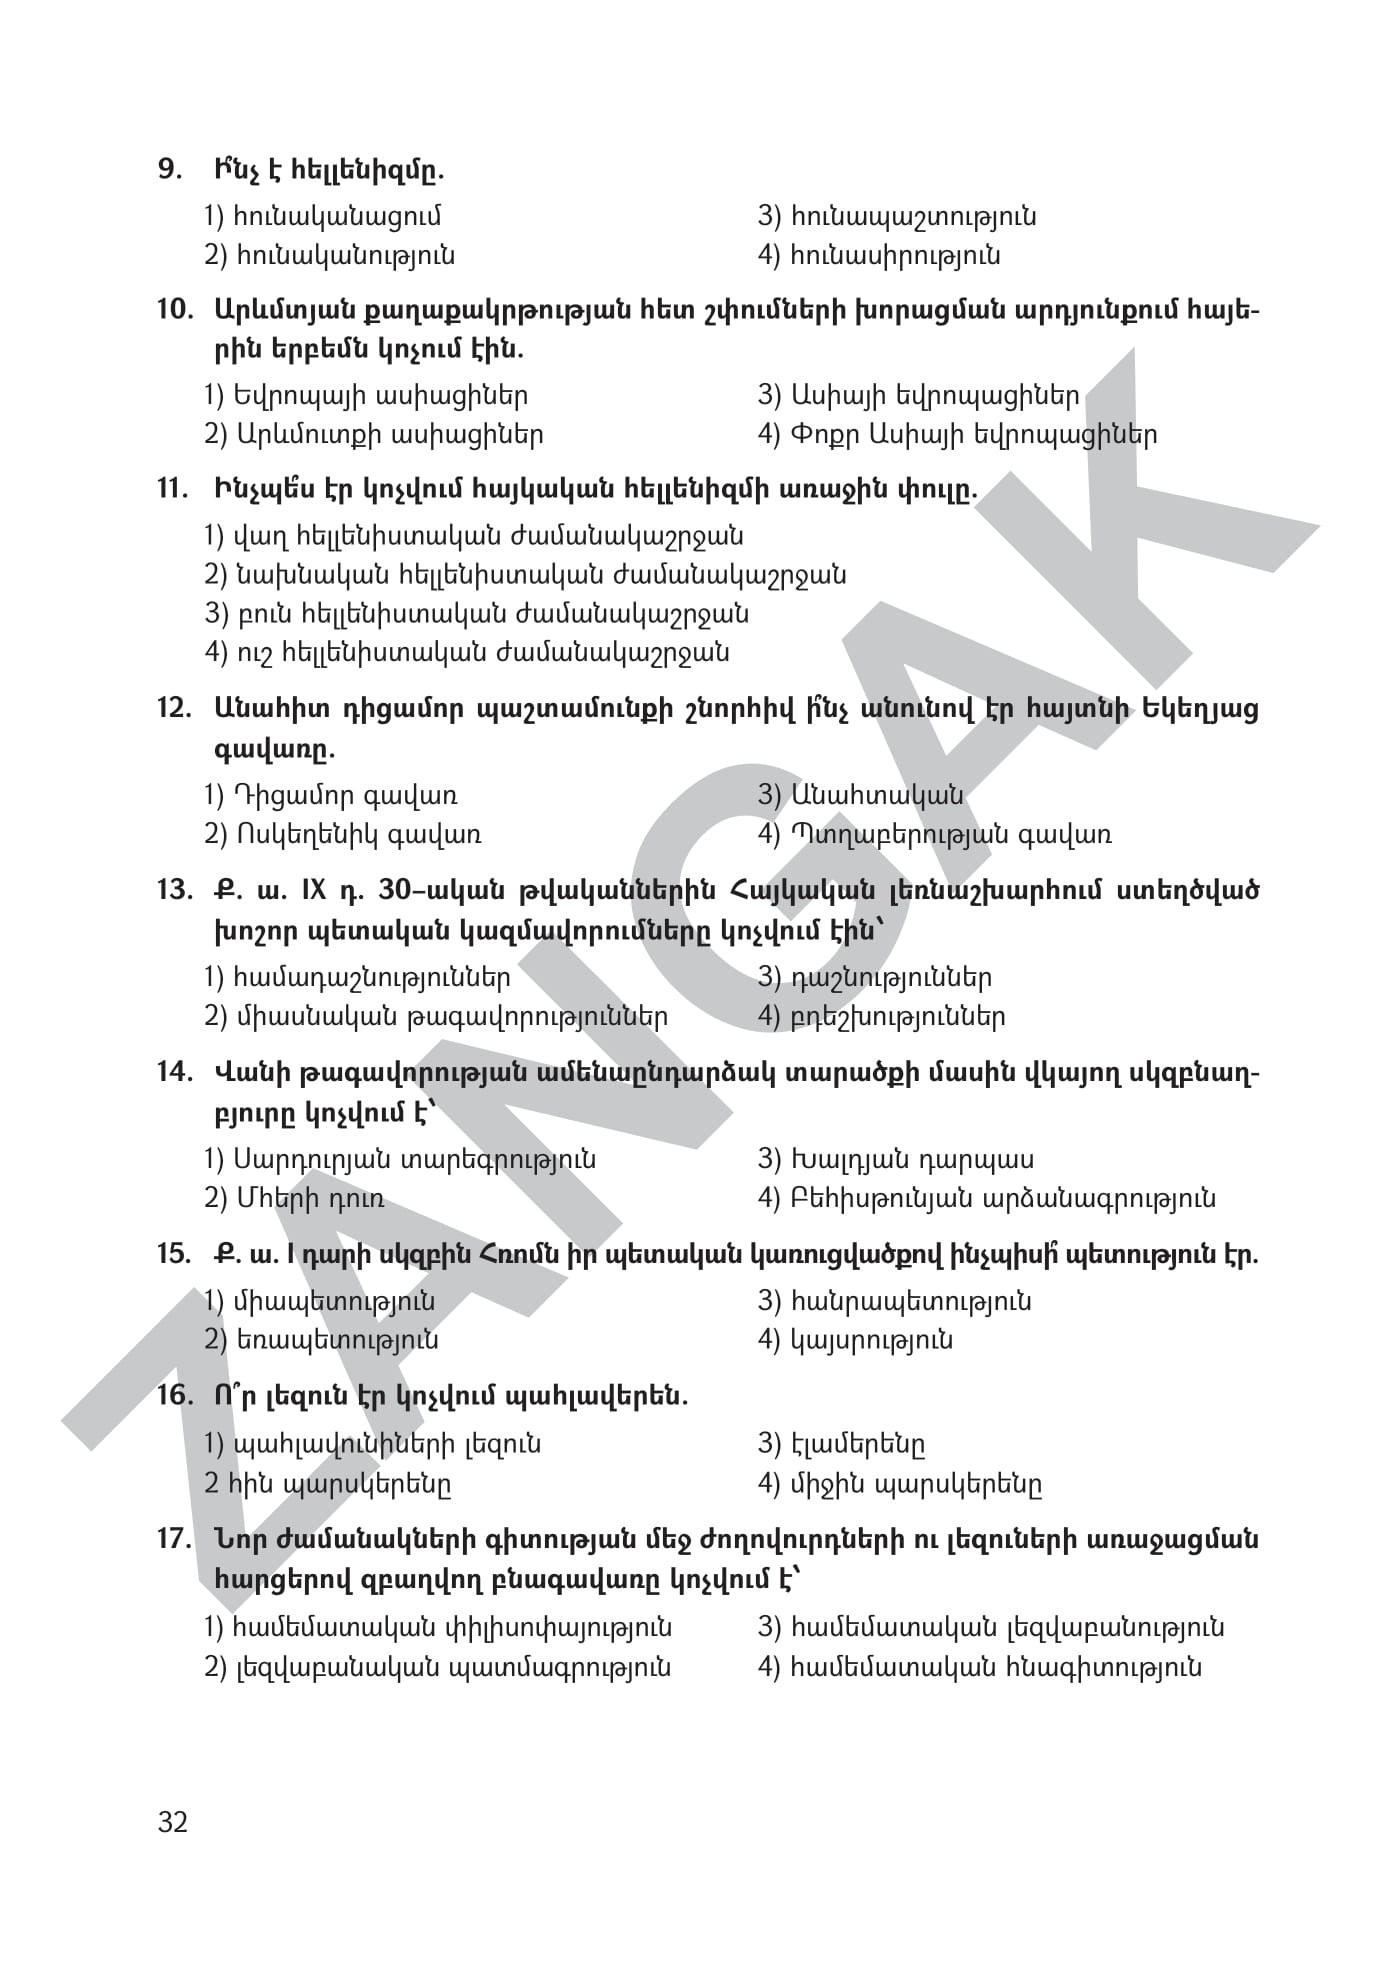 9. Ի՞նչ է հելլենիզմը.
1) հունականացում
3) հունապաշտություն
2) հունականություն
4) հունասիրություն
10. Արևմտյան քաղաքակրթության հետ շփումների խորացման արդյունքում հայե-
րին երբեմն կոչում էին.
1) Եվրոպայի ասիացիներ
3) Ասիայի եվրոպացիներ
2) Արևմուտքի ասիացիներ
4) Փոքր Ասիայի եվրոպացիներ
11. Ինչպե՞ս էր կոչվում հայկական հելլենիզմի առաջին փուլը.
1) վաղ հելլենիստական ժամանակաշրջան
2) նախնական հելլենիստական ժամանակաշրջան
3) բուն հելլենիստական ժամանակաշրջան
4) ուշ հելլենիստական ժամանակաշրջան
12. Անահիտ դիցամոր պաշտամունքի շնորհիվ ի՞նչ անունով էր հայտնի Եկեղյաց
գավառը.
1) Դիցամոր գավառ
3) Անահտական
2) Ոսկեղենիկ գավառ
4) Պտղաբերության գավառ
13. Ք. ա. IX դ. 30–ական թվականներին Հայկական լեռնաշխարհում ստեղծված
խոշոր պետական կազմավորումները կոչվում էին՝
1) համադաշնություններ
3) դաշնություններ
2) միասնական թագավորություններ
4) բդեշխություններ
14. Վանի թագավորության ամենաընդարձակ տարածքի մասին վկայող սկզբնաղ-
բյուրը կոչվում է՝
1) Սարդուրյան տարեգրություն
3) Խալդյան դարպաս
2) Մհերի դուռ
4) Բեհիսթունյան արձանագրություն
15. Ք. ա. I դարի սկզբին Հռոմն իր պետական կառուցվածքով ինչպիսի՞ պետություն էր.
1) միապետություն
3) հանրապետություն
2) եռապետություն
4) կայսրություն
16. Ո՞ր լեզուն էր կոչվում պահլավերեն.
1) պահլավունիների լեզուն
3) էլամերենը
2 հին պարսկերենը
4) միջին պարսկերենը
17. Նոր ժամանակների գիտության մեջ ժողովուրդների ու լեզուների առաջացման
հարցերով զբաղվող բնագավառը կոչվում է՝
1) համեմատական փիլիսոփայություն
3) համեմատական լեզվաբանություն
2) լեզվաբանական պատմագրություն
4) համեմատական հնագիտություն
32
ZANGAK